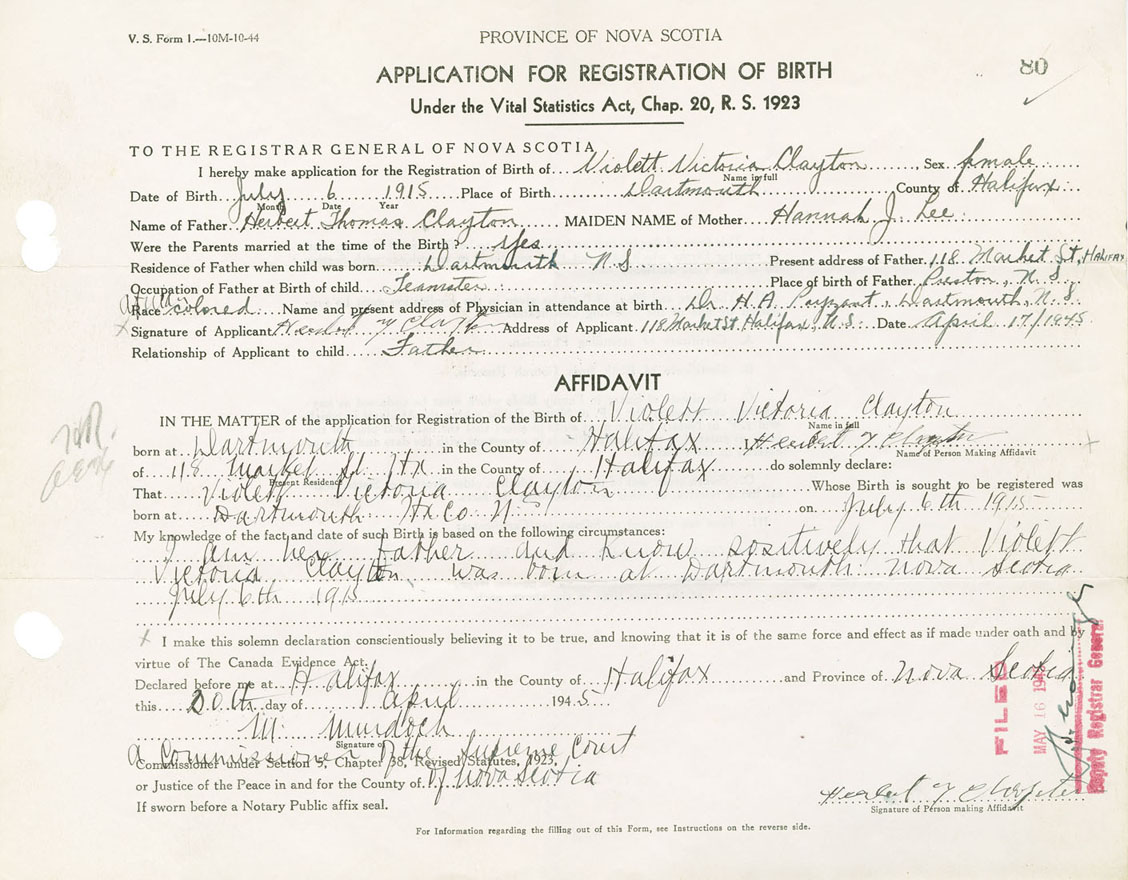 V. S. Form 1.—10M-10-44
PROVINCE OF NOVA SCOTIA
80
APPLICATION FOR REGISTRATION OF BIRTH
Under the Vital Statistics Act, Chap. 20, R. S. 1923
TO THE REGISTRAR GENERAL OF NOVA SCOTIA
I hereby make application for the Registration of Birth of Violett Victoria Clayton Sex female
Name in full
Date of Birth July 6 1915 Place of Birth Dartmouth County of Halifax
Month Date Year
Name of Father Herbert Thomas Clayton MAIDEN NAME of Mother Hannah J. Lee
Were the Parents married at the time of the Birth? Yes
Residence of Father when child was born Dartmouth N S Present address of Father 118 Market St, Halifax
Occupation of Father at Birth of child Teamster Place of birth of Father Preston, N. S.
Race colored Name and present address of Physician in attendance at birth Dr. H. A. Payzant, Dartmouth, N. S.
Signature of Applicant Herbert T Clayton Address of Applicant 118 Market St Halifax, N. S. Date April 17/1945
Relationship of Applicant to child Father
AFFIDAVIT
IN THE MATTER of the application for Registration of the Birth of Violett Victoria Clayton
Name in full
born at Dartmouth in the County of Halifax I, Herbert T Clayton
Name of Person Making Affidavit
of 118 Market St. Hfx in the County of Halifax do solemnly declare:
Present Residence
That Violett Victoria Clayton Whose Birth is sought to be registered was
born at Dartmouth Hx Co. N S on July 6th 1915
My knowledge of the fact and date of such Birth is based on the following circumstances:
I am her father and know positively that Violett
Victoria Clayton was born at Dartmouth Nova Scotia
July 6th 1915
x I make this solemn declaration conscientiously believing it to be true, and knowing that it is of the same force and effect as if made under oath and by
virtue of The Canada Evidence Act.
Declared before me at Halifax in the County of Halifax and Province of Nova Scotia
this 20th day of April 1945
M. Murdoch
Signature of
A Commissioner of the Supreme Court
Commissioner under Section 5, Chapter 38, Revised Statutes, 1923,
of Nova Scotia
or Justice of the Peace in and for the County of
If sworn before a Notary Public affix seal.
Herbert T Clayton
Signature of Person making Affidavit
For Information regarding the filling out of this Form, see Instructions on the reverse side.
FILED
MAY 16
Deputy Registrar General